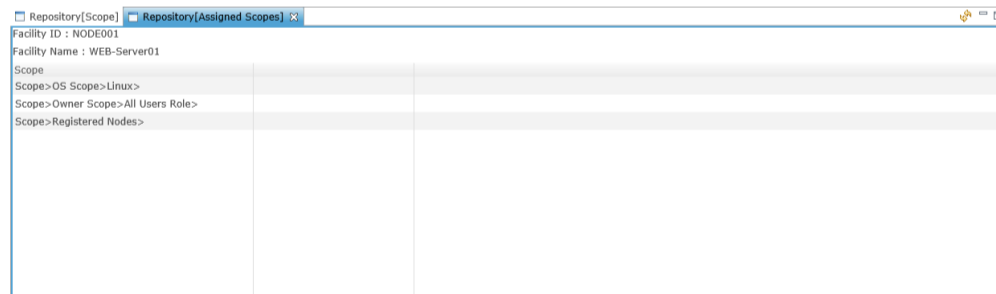 Repository[Scope] Repository[Assigned Scopes]
Facility ID : NODE001
Facility Name : WEB-Server01
Scope
Scope>OS Scope>Linux>
Scope>Owner Scope>All Users Role>
Scope>Registered Nodes>